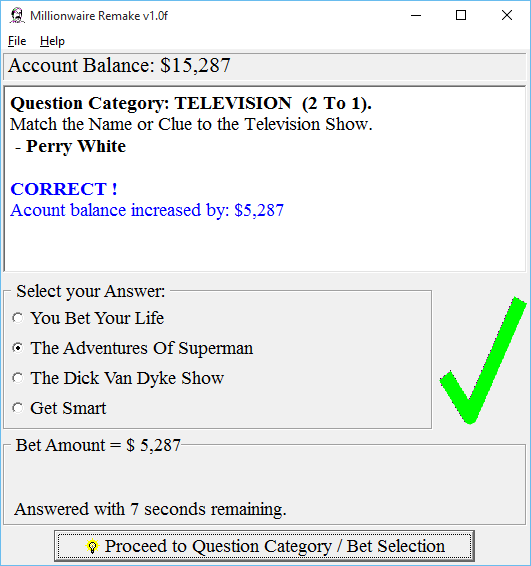 Millionwaire Remake v1.0f
File Help
Account Balance: $15,287
Question Category: TELEVISION (2 To 1).
Match the Name or Clue to the Television Show.
- Perry White
CORRECT !
Acount balance increased by: $5,287
Select your Answer:
You Bet Your Life
The Adventures Of Superman
The Dick Van Dyke Show
Get Smart
Bet Amount = $ 5,287
Answered with 7 seconds remaining.
Proceed to Question Category / Bet Selection